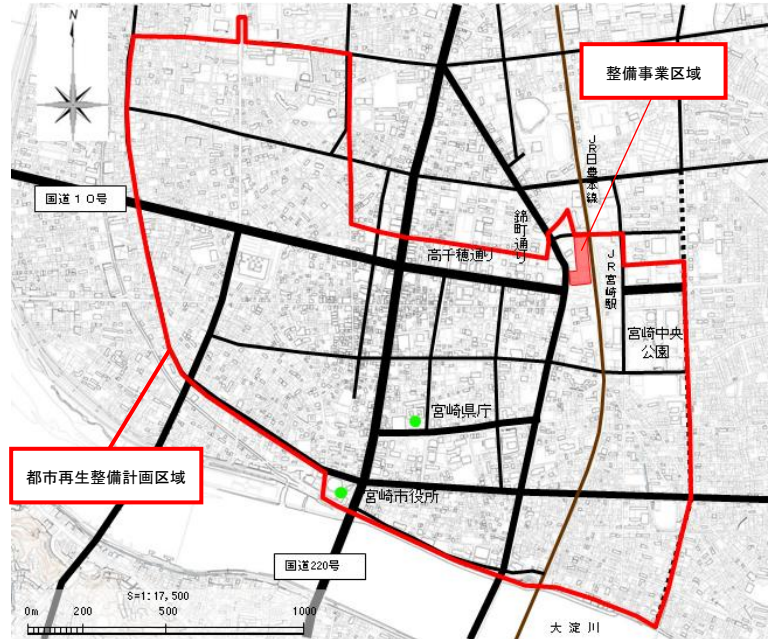 N
整備事業区域
JR日豊本線
国道10号
錦町通り
高千穂通り
JR宮崎駅
宮崎中央
公園
宮崎県庁
都市再生整備計画区域
宮崎市役所
国道220号
S=1:17,500
0m 200 500 1000
大淀川